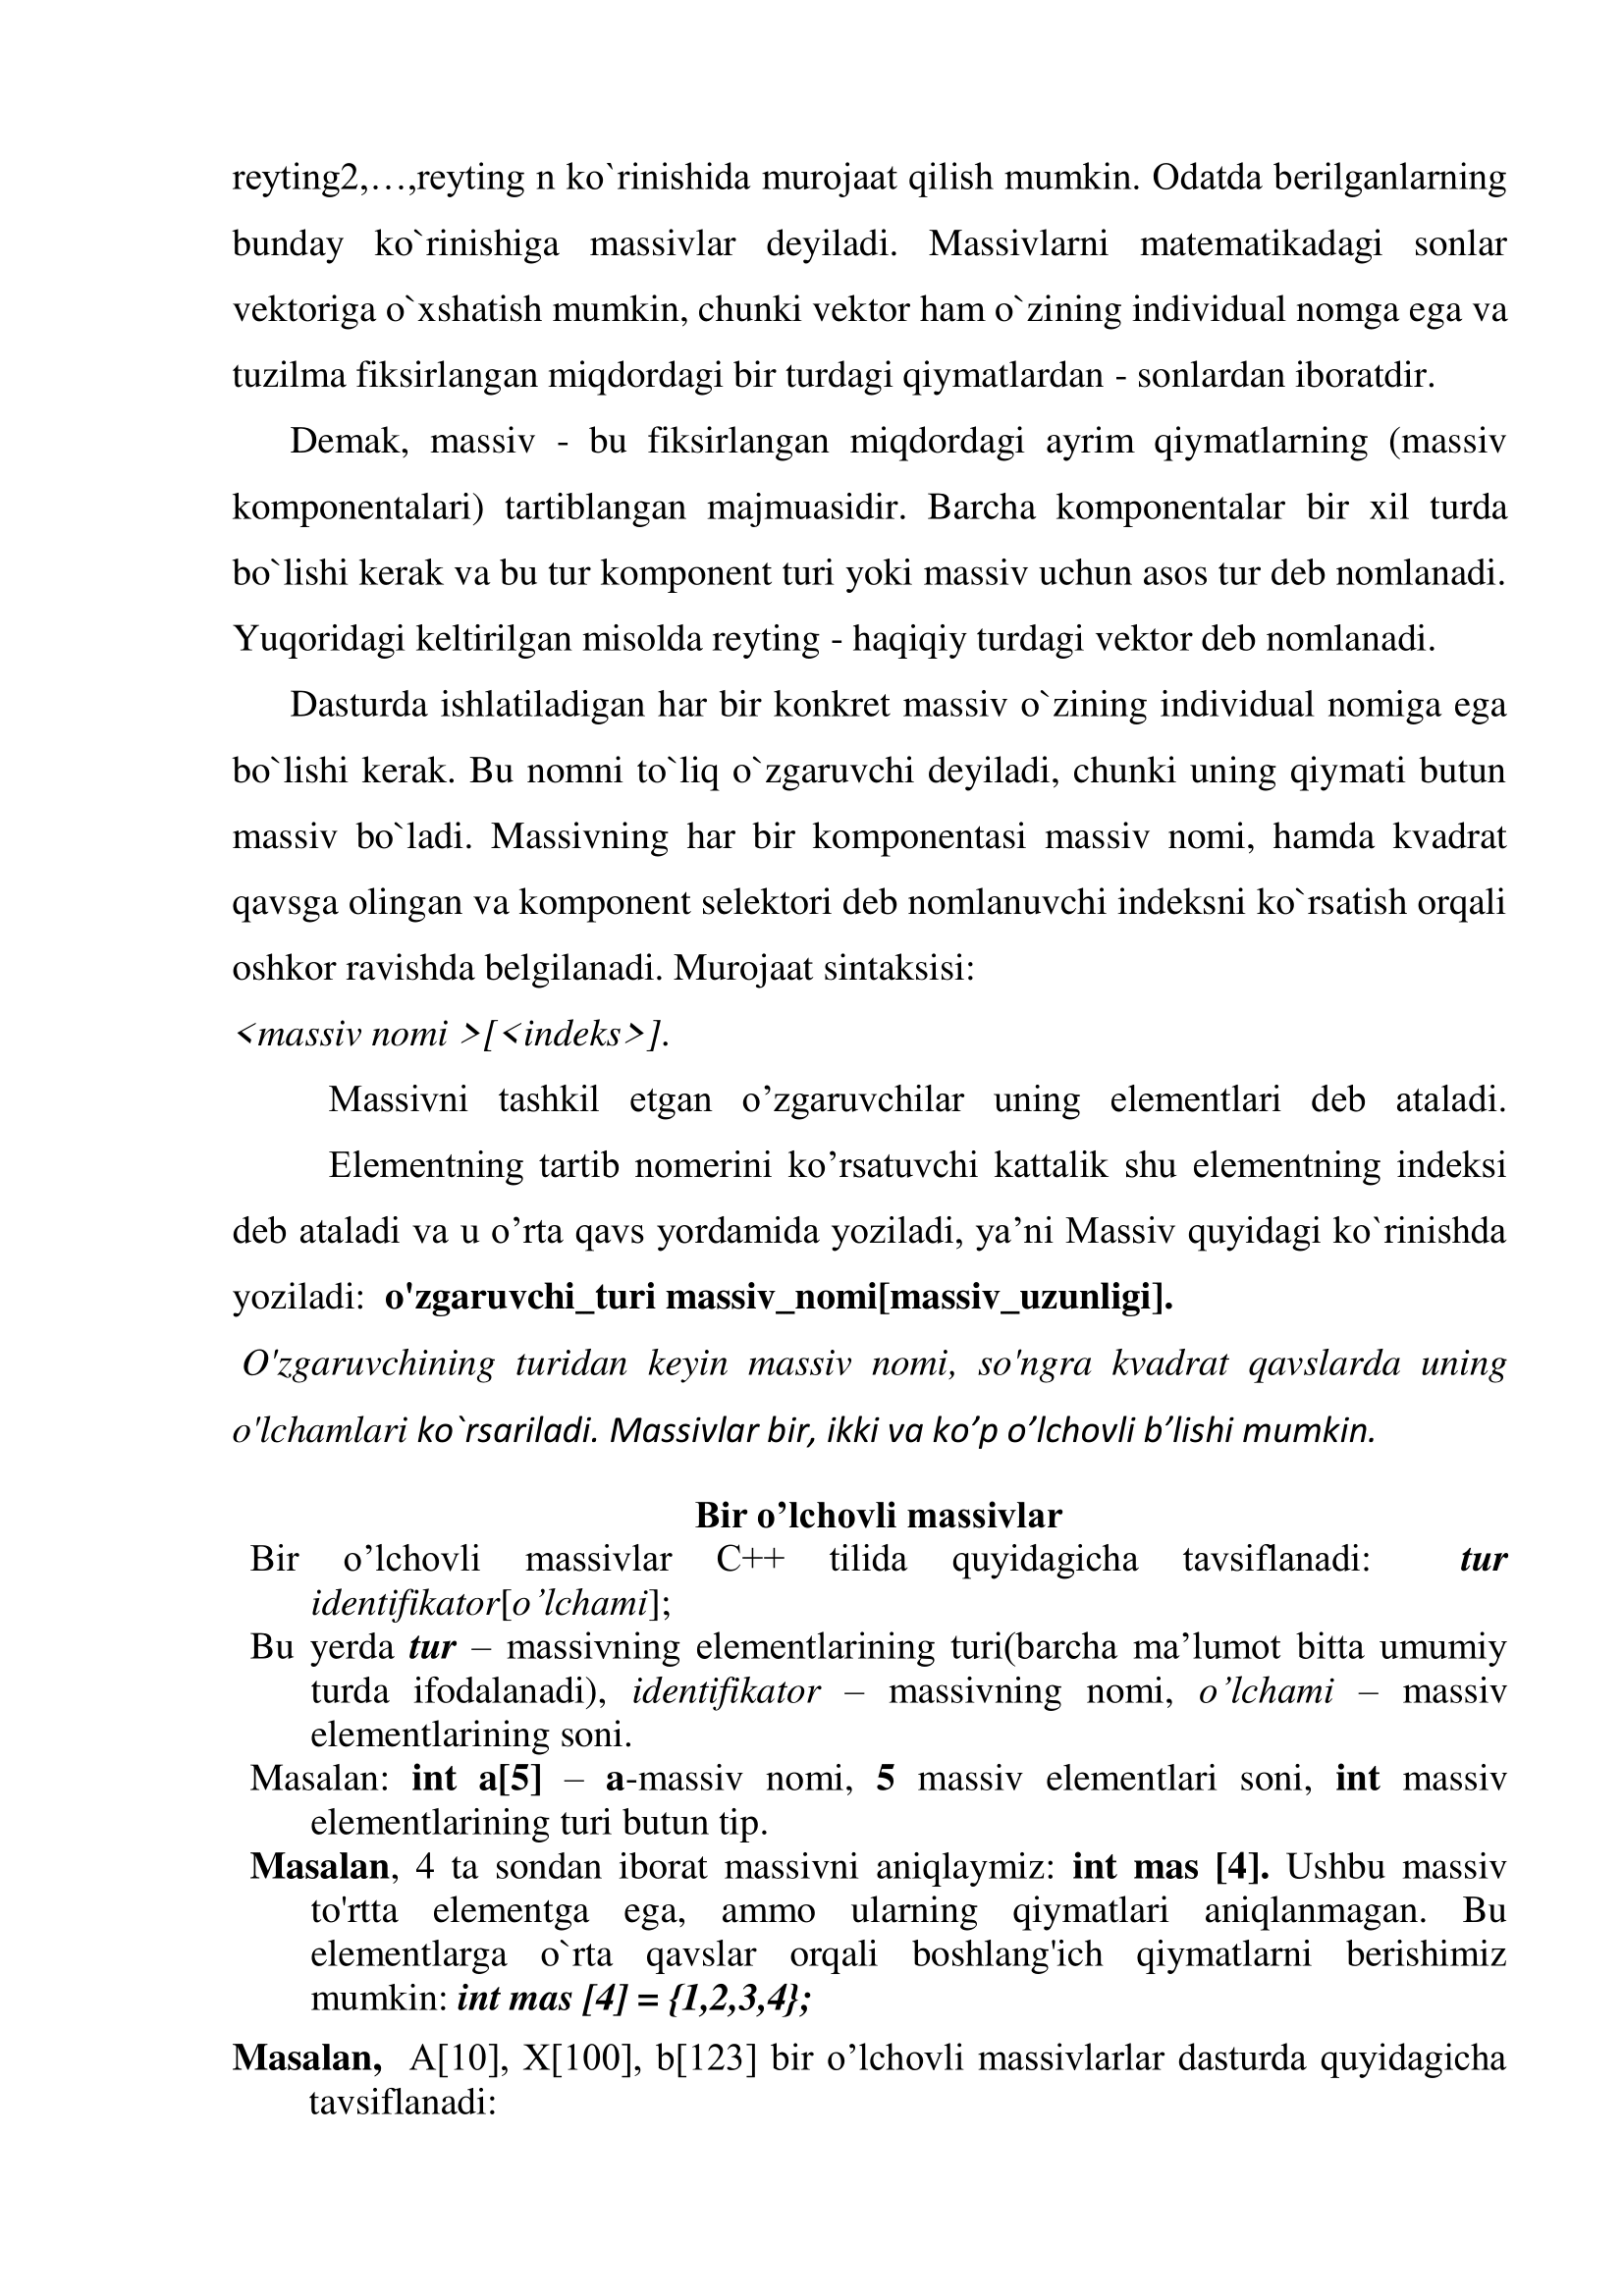 reyting2,…,reyting n ko`rinishida murojaat qilish mumkin. Odatda berilganlarning
bunday ko`rinishiga massivlar deyiladi. Massivlarni matematikadagi sonlar
vektoriga o`xshatish mumkin, chunki vektor ham o`zining individual nomga ega va
tuzilma fiksirlangan miqdordagi bir turdagi qiymatlardan - sonlardan iboratdir.
Demak, massiv - bu fiksirlangan miqdordagi ayrim qiymatlarning (massiv
komponentalari) tartiblangan majmuasidir. Barcha komponentalar bir xil turda
bo`lishi kerak va bu tur komponent turi yoki massiv uchun asos tur deb nomlanadi.
Yuqoridagi keltirilgan misolda reyting - haqiqiy turdagi vektor deb nomlanadi.
Dasturda ishlatiladigan har bir konkret massiv o`zining individual nomiga ega
bo`lishi kerak. Bu nomni to`liq o`zgaruvchi deyiladi, chunki uning qiymati butun
massiv bo`ladi. Massivning har bir komponentasi massiv nomi, hamda kvadrat
qavsga olingan va komponent selektori deb nomlanuvchi indeksni ko`rsatish orqali
oshkor ravishda belgilanadi. Murojaat sintaksisi:
<massiv nomi >[<indeks>].
Massivni tashkil etgan o’zgaruvchilar uning elementlari deb ataladi.
Elementning tartib nomerini ko’rsatuvchi kattalik shu elementning indeksi
deb ataladi va u o’rta qavs yordamida yoziladi, ya’ni Massiv quyidagi ko`rinishda
yoziladi: o'zgaruvchi_turi massiv_nomi[massiv_uzunligi].
O'zgaruvchining turidan keyin massiv nomi, so'ngra kvadrat qavslarda uning
o'lchamlari ko`rsariladi. Massivlar bir, ikki va ko’p o’lchovli b’lishi mumkin.
Bir o’lchovli massivlar
Bir o’lchovli massivlar C++ tilida quyidagicha tavsiflanadi: tur
identifikator[o’lchami];
Bu yerda tur – massivning elementlarining turi(barcha ma’lumot bitta umumiy
turda ifodalanadi), identifikator – massivning nomi, o’lchami – massiv
elementlarining soni.
Masalan: int a[5] – a-massiv nomi, 5 massiv elementlari soni, int massiv
elementlarining turi butun tip.
Masalan, 4 ta sondan iborat massivni aniqlaymiz: int mas [4]. Ushbu massiv
to'rtta elementga ega, ammo ularning qiymatlari aniqlanmagan. Bu
elementlarga o`rta qavslar orqali boshlang'ich qiymatlarni berishimiz
mumkin: int mas [4] = {1,2,3,4};
Masalan, A[10], X[100], b[123] bir o’lchovli massivlarlar dasturda quyidagicha
tavsiflanadi: